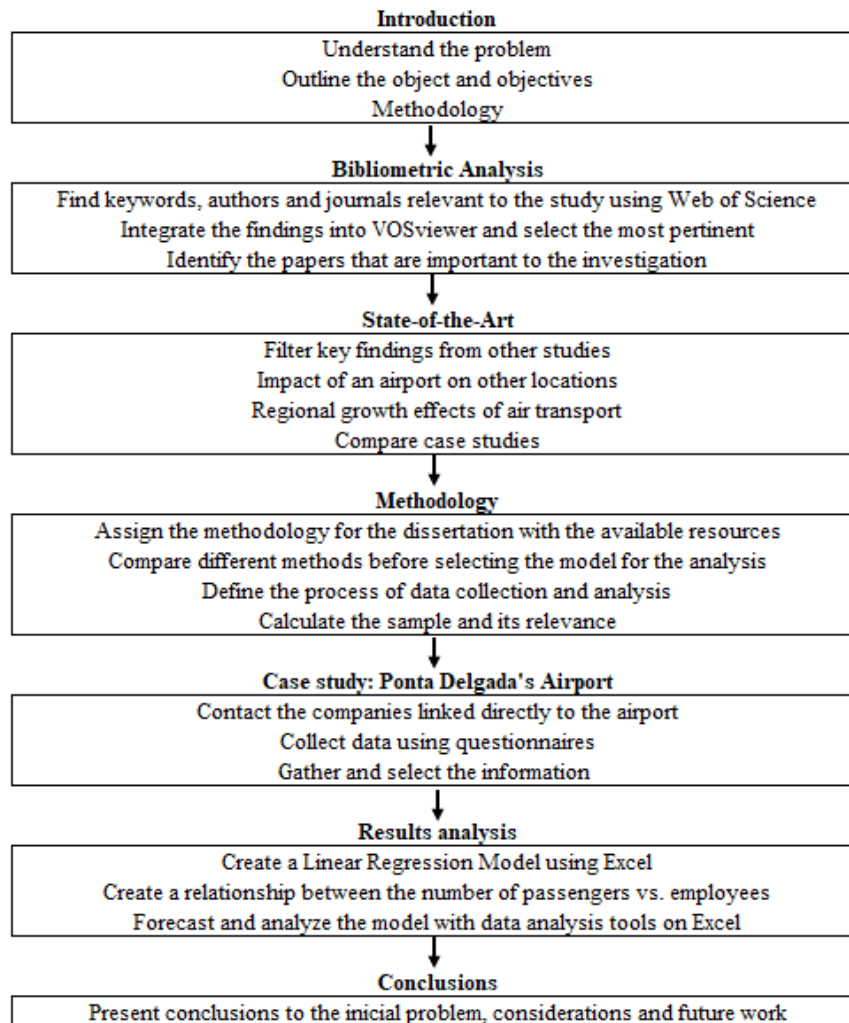 Introduction
Understand the problem
Outline the object and objectives
Methodology
Bibliometric Analysis
Find keywords, authors and journals relevant to the study using Web of Science
Integrate the findings into VOSviewer and select the most pertinent
Identify the papers that are important to the investigation
State-of-the-Art
Filter key findings from other studies
Impact of an airport on other locations
Regional growth effects of air transport
Compare case studies
Methodology
Assign the methodology for the dissertation with the available resources
Compare different methods before selecting the model for the analysis
Define the process of data collection and analysis
Calculate the sample and its relevance
Case study: Ponta Delgada's Airport
Contact the companies linked directly to the airport
Collect data using questionnaires
Gather and select the information
Results analysis
Create a Linear Regression Model using Excel
Create a relationship between the number of passengers vs. employees
Forecast and analyze the model with data analysis tools on Excel
Conclusions
Present conclusions to the inicial problem, considerations and future work